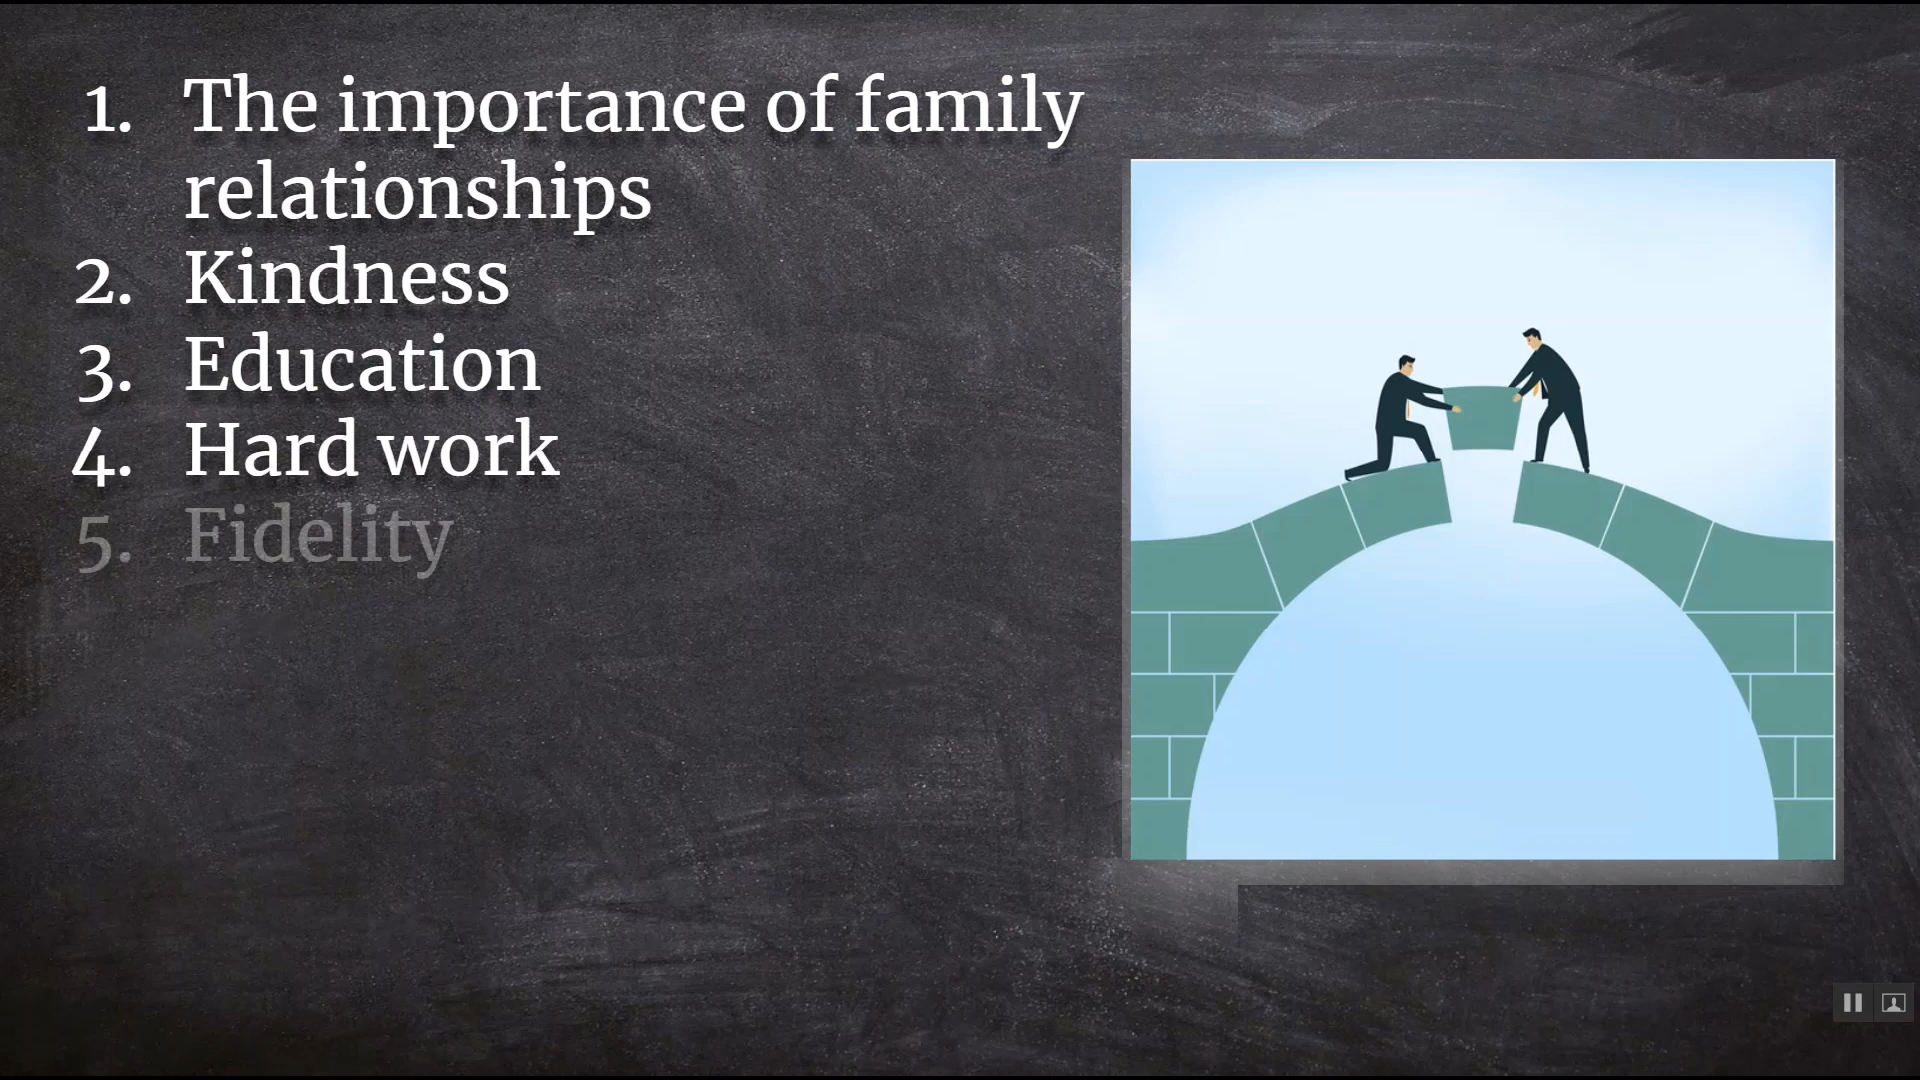 1. The importance of family
relationships
2. Kindness
3. Education
4. Hard work
5. Fidelity